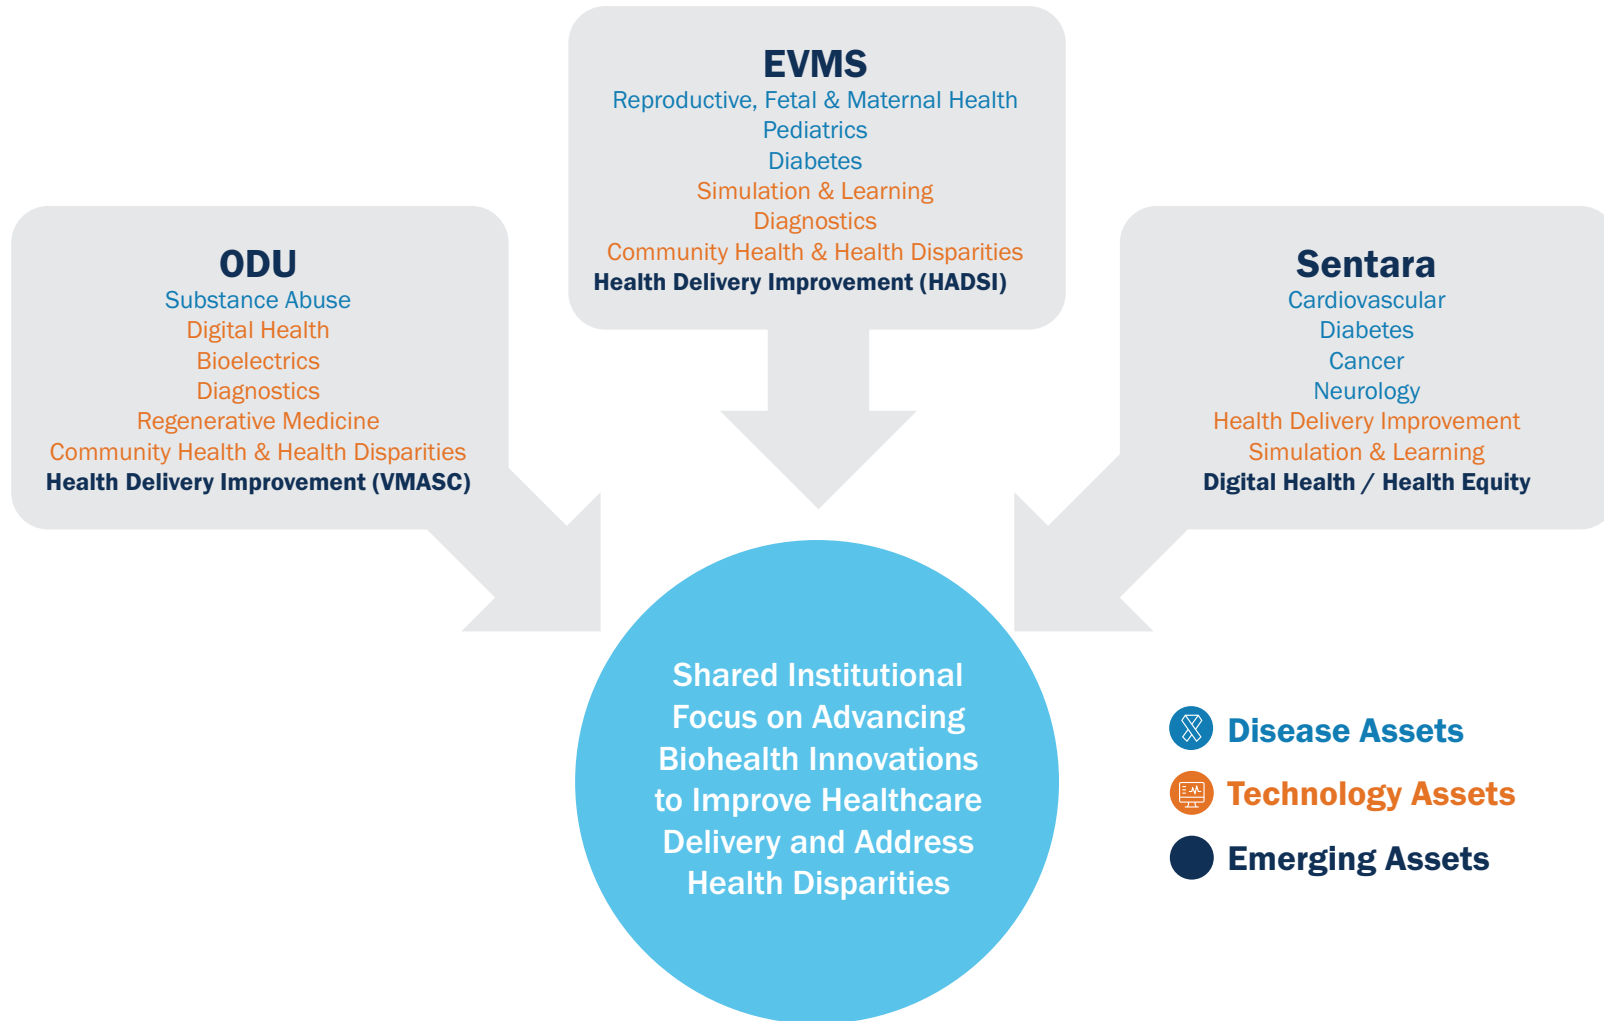 EVMS
Reproductive, Fetal & Maternal Health
Pediatrics
Diabetes
Simulation & Learning
Diagnostics
Community Health & Health Disparities
Health Delivery Improvement (HADSI)
ODU
Substance Abuse
Digital Health
Bioelectrics
Diagnostics
Regenerative Medicine
Community Health & Health Disparities
Health Delivery Improvement (VMASC)
Sentara
Cardiovascular
Diabetes
Cancer
Neurology
Health Delivery Improvement
Simulation & Learning
Digital Health / Health Equity
Shared Institutional
Focus on Advancing
Biohealth Innovations
to Improve Healthcare
Delivery and Address
Health Disparities
Disease Assets
Technology Assets
Emerging Assets